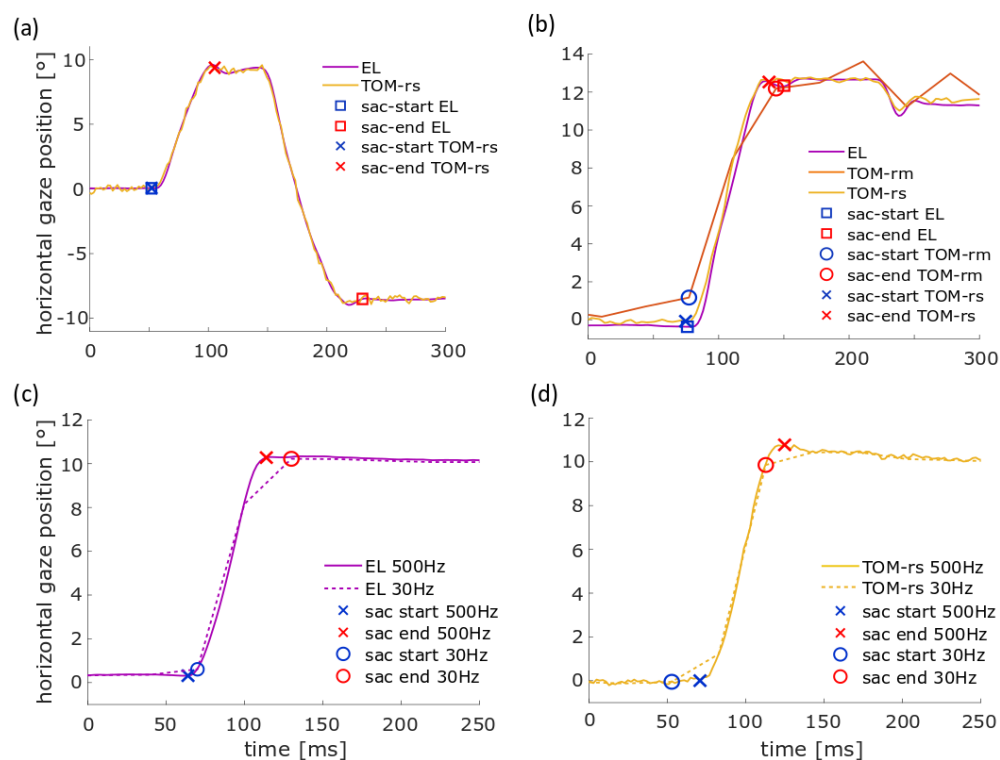 (a)
horizontal gaze position [°]
10
5
0
-5
-10
0
100
200
300
EL
TOM-rs
sac-start EL
sac-end EL
sac-start TOM-rs
sac-end TOM-rs
(b)
14
12
10
8
6
4
2
0
0
100
200
300
EL
TOM-rm
TOM-rs
sac-start EL
sac-end EL
sac-start TOM-rm
sac-end TOM-rm
sac-start TOM-rs
sac-end TOM-rs
(c)
horizontal gaze position [°]
12
10
8
6
4
2
0
0
50
100
150
200
250
time [ms]
EL 500Hz
EL 30Hz
sac start 500Hz
sac end 500Hz
sac start 30Hz
sac end 30Hz
(d)
12
10
8
6
4
2
0
0
50
100
150
200
250
time [ms]
TOM-rs 500Hz
TOM-rs 30Hz
sac start 500Hz
sac end 500Hz
sac start 30Hz
sac end 30Hz